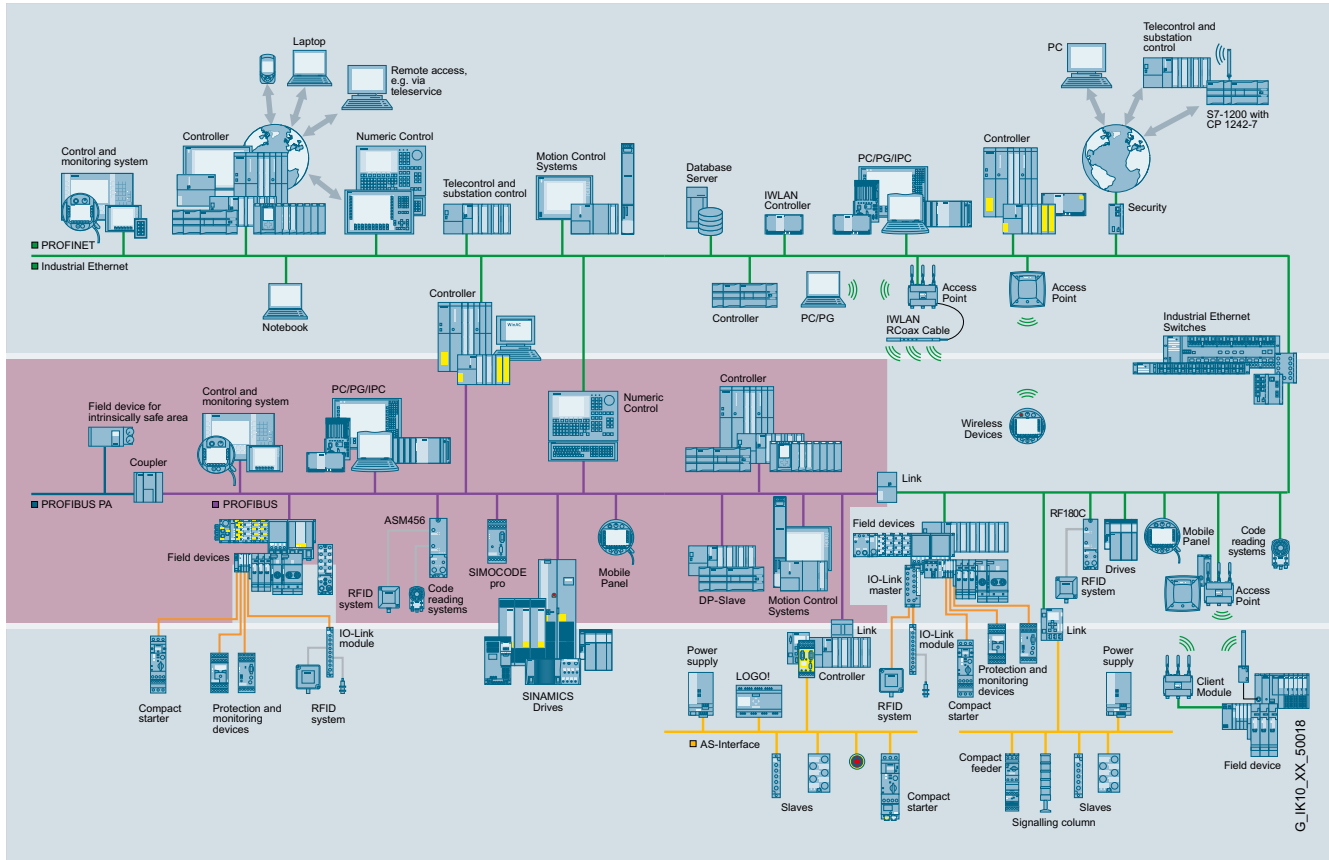 Laptop
Remote access,
e.g. via
teleservice
Controller
Control and
monitoring system
Numeric Control
Telecontrol and
substation control
Motion Control
Systems
Database
Server
IWLAN
Controller
PC/PG/IPC
Controller
PC
Telecontrol and
substation
control
S7-1200 with
CP 1242-7
Security
PROFINET
Industrial Ethernet
Notebook
Controller
WinAC
Controller
PC/PG
Access
Point
IWLAN
RCoax Cable
Access
Point
Industrial Ethernet
Switches
Field device for
intrinsically safe area
Control and
monitoring system
PC/PG/IPC
Numeric
Control
Controller
Wireless
Devices
Coupler
Link
PROFIBUS PA
PROFIBUS
Field devices
ASM456
RFID
system
Code
reading
systems
SIMOCODE
pro
Mobile
Panel
DP-Slave
Motion Control
Systems
Field devices
IO-Link
master
RF180C
RFID
system
Drives
Mobile
Panel
Code
reading
systems
Access
Point
Compact
starter
Protection and
monitoring
devices
IO-Link
module
RFID
system
SINAMICS
Drives
Power
supply
LOGO!
Link
Controller
RFID
system
IO-Link
module
Compact
starter
Protection and
monitoring
devices
Link
Power
supply
Client
Module
Field device
AS-Interface
Slaves
Compact
starter
Compact
feeder
Signalling column
Slaves
G_IK10_XX_50018